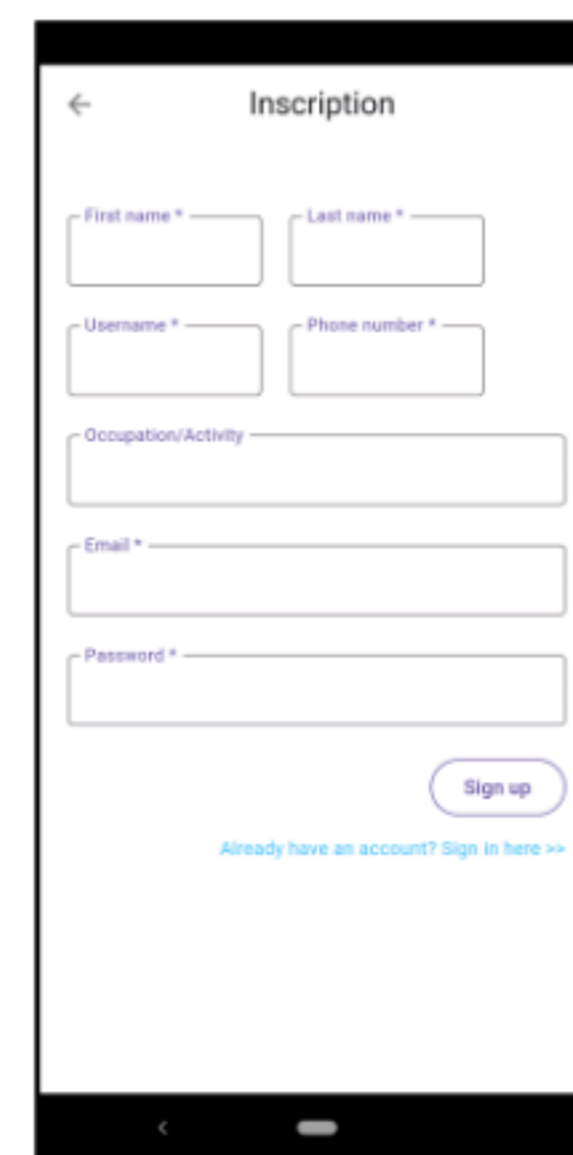 Inscription
First name * Last name *
Username * Phone number *
Occupation/Activity
Email *
Password *
Sign up
Already have an account? Sign in here >>